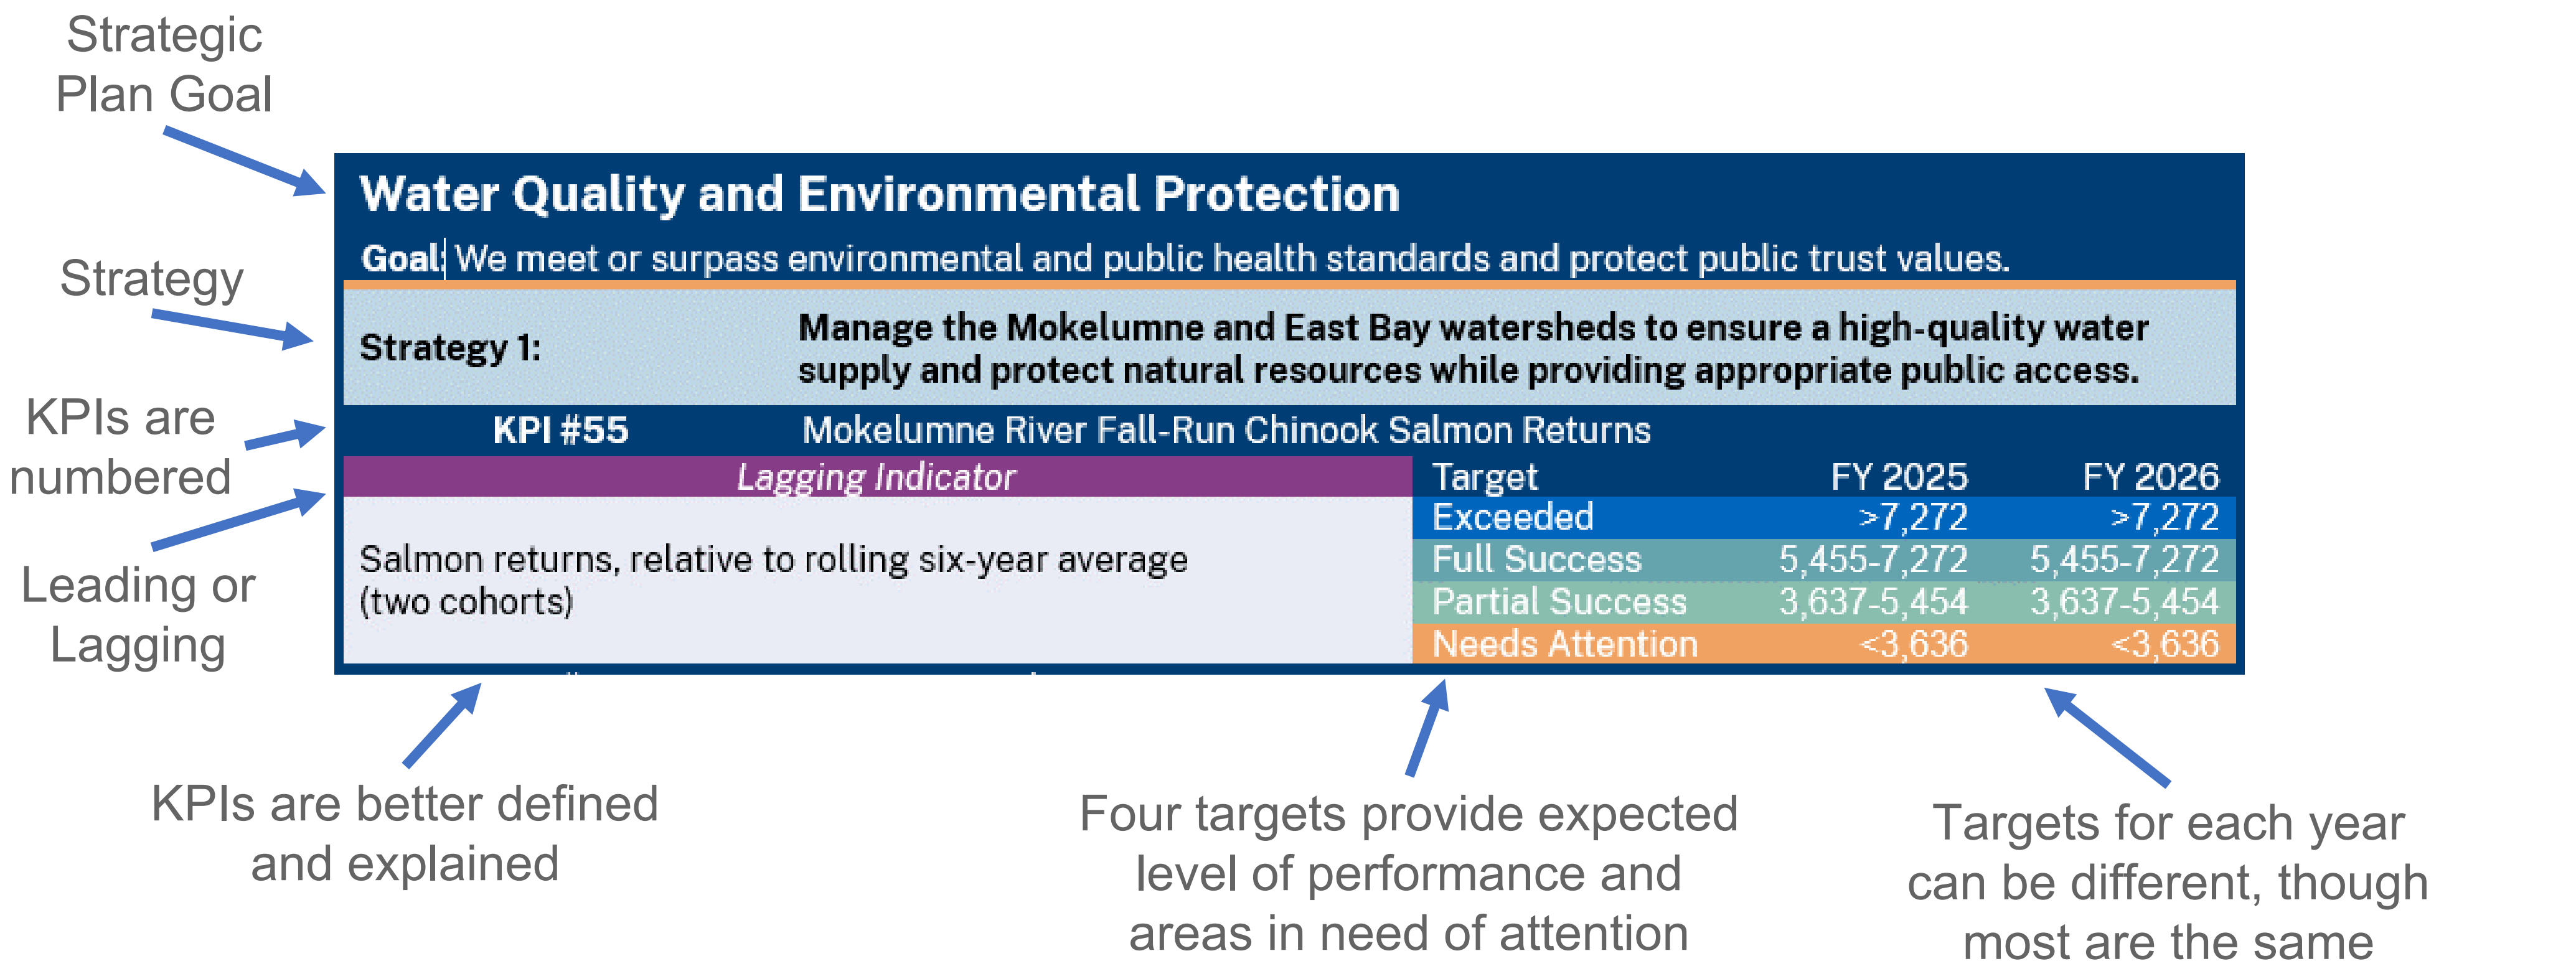 Strategic
Plan Goal
Water Quality and Environmental Protection
Goal: We meet or surpass environmental and public health standards and protect public trust values.
Strategy
Strategy 1:
Manage the Mokelumne and East Bay watersheds to ensure a high-quality water
supply and protect natural resources while providing appropriate public access.
KPIs are
numbered
KPI #55 Mokelumne River Fall-Run Chinook Salmon Returns
Leading or
Lagging
Lagging Indicator
Salmon returns, relative to rolling six-year average
(two cohorts)
Target FY 2025 FY 2026
Exceeded >7,272 >7,272
Full Success 5,455-7,272 5,455-7,272
Partial Success 3,637-5,454 3,637-5,454
Needs Attention <3,636 <3,636
KPIs are better defined
and explained
Four targets provide expected
level of performance and
areas in need of attention
Targets for each year
can be different, though
most are the same